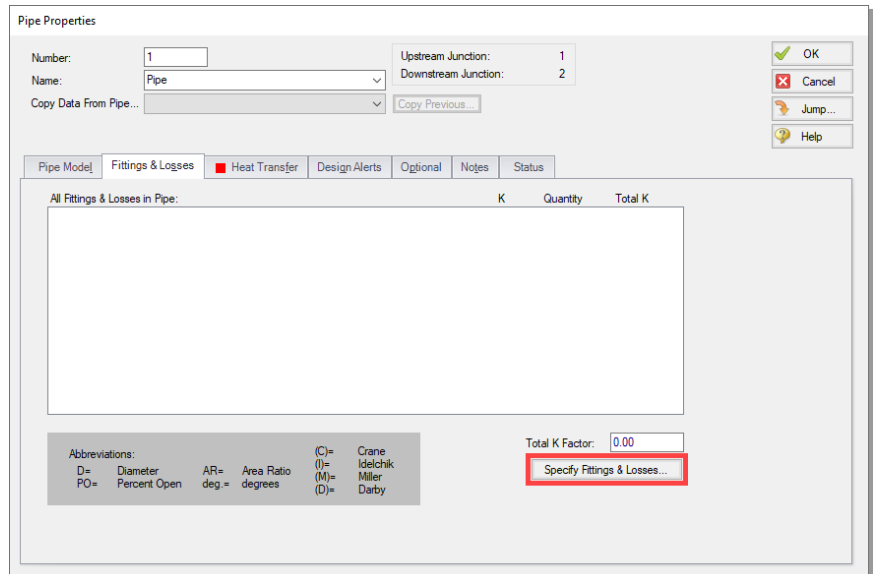 Pipe Properties
Number: 1 Upstream Junction: 1 OK
Name: Pipe Downstream Junction: 2 Cancel
Copy Data From Pipe... Copy Previous... Jump...
Help
Pipe Model Fittings & Losses Heat Transfer Design Alerts Optional Notes Status
All Fittings & Losses in Pipe: K Quantity Total K
Total K Factor: 0.00
Specify Fittings & Losses...
Abbreviations: (C)= Crane
D= Diameter AR= Area Ratio (I)= Idelchik
PO= Percent Open deg.= degrees (M)= Miller
(D)= Darby